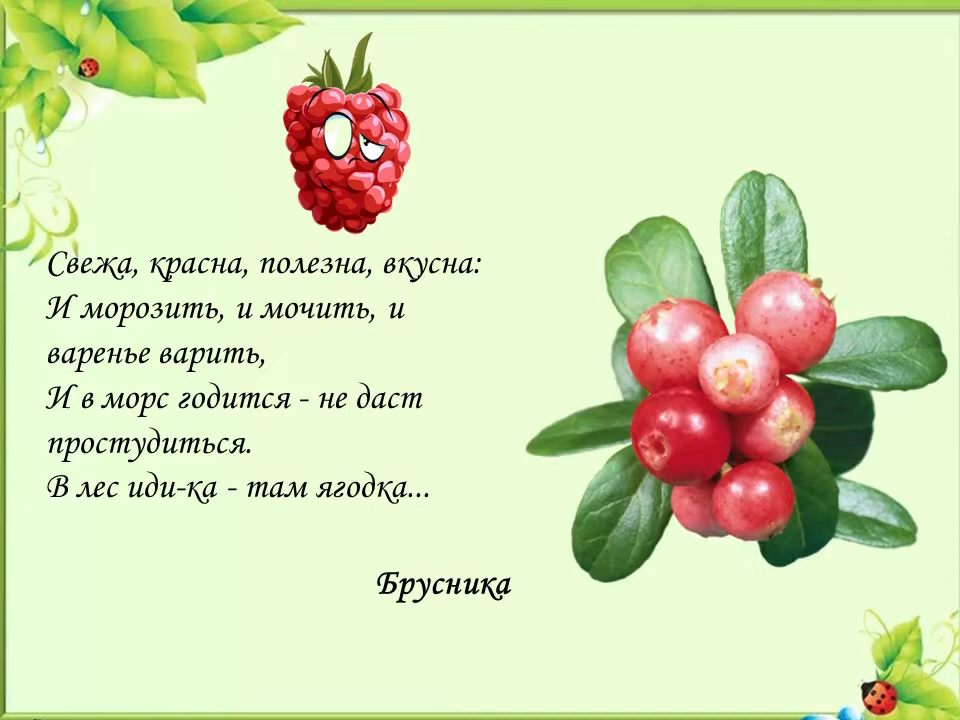 Свежа, красна, полезна, вкусна:
И морозить, и мочить, и
варенье варить,
И в морс годится - не даст
простудиться.
В лес иди-ка - там ягодка...
Брусника